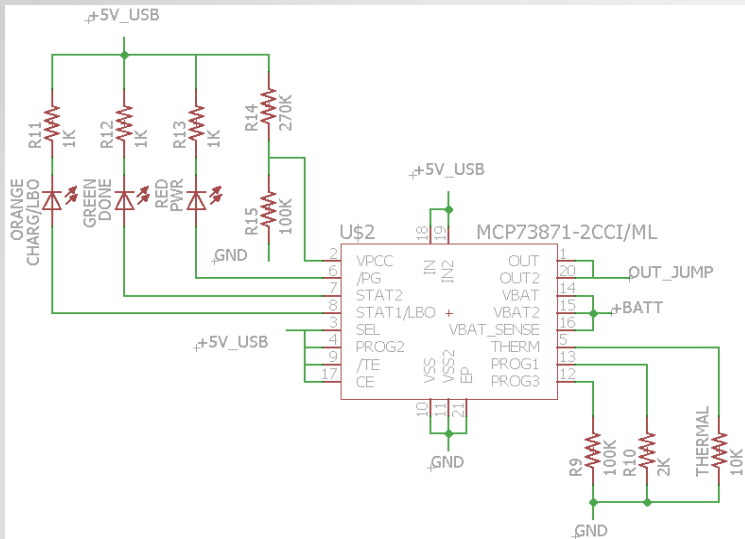 +5V_USB
R11
1K
R12
1K
R13
1K
R14
270K
ORANGE
CHARG/LBO
GREEN
DONE
RED
PWR
R15
100K
GND
+5V_USB
U$2
MCP73871-2CCI/ML
18
19
IN
IN2
2
VPCC
6
/PG
7
STAT2
8
STAT1/LBO
3
SEL
4
PROG2
9
/TE
17
CE
+5V_USB
OUT
1
OUT2
20
VBAT
14
VBAT2
15
VBAT_SENSE
16
THERM
5
PROG1
13
PROG3
12
OUT_JUMP
+BATT
VSS
VSS2
EP
10
11
21
GND
R9
100K
R10
2K
THERMAL
10K
GND